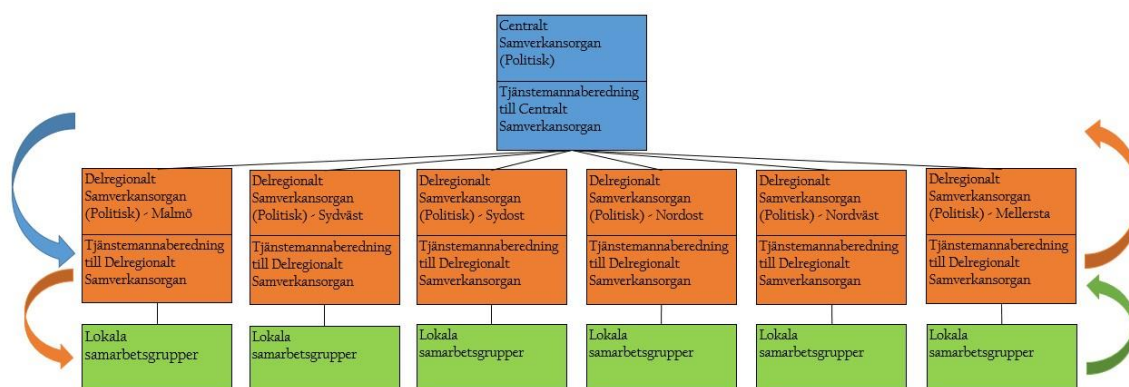 Centralt
Samverkansorgan
(Politisk)
Tjänstemannaberedning
till Centralt
Samverkansorgan
Delregionalt
Samverkansorgan
(Politisk) - Malmö
Tjänstemannaberedning
till Delregionalt
Samverkansorgan
Delregionalt
Samverkansorgan
(Politisk) - Sydväst
Tjänstemannaberedning
till Delregionalt
Samverkansorgan
Delregionalt
Samverkansorgan
(Politisk) - Sydost
Tjänstemannaberedning
till Delregionalt
Samverkansorgan
Delregionalt
Samverkansorgan
(Politisk) - Nordost
Tjänstemannaberedning
till Delregionalt
Samverkansorgan
Delregionalt
Samverkansorgan
(Politisk) - Nordväst
Tjänstemannaberedning
till Delregionalt
Samverkansorgan
Delregionalt
Samverkansorgan
(Politisk) - Mellersta
Tjänstemannaberedning
till Delregionalt
Samverkansorgan
Lokala
samarbetsgrupper
Lokala
samarbetsgrupper
Lokala
samarbetsgrupper
Lokala
samarbetsgrupper
Lokala
samarbetsgrupper
Lokala
samarbetsgrupper